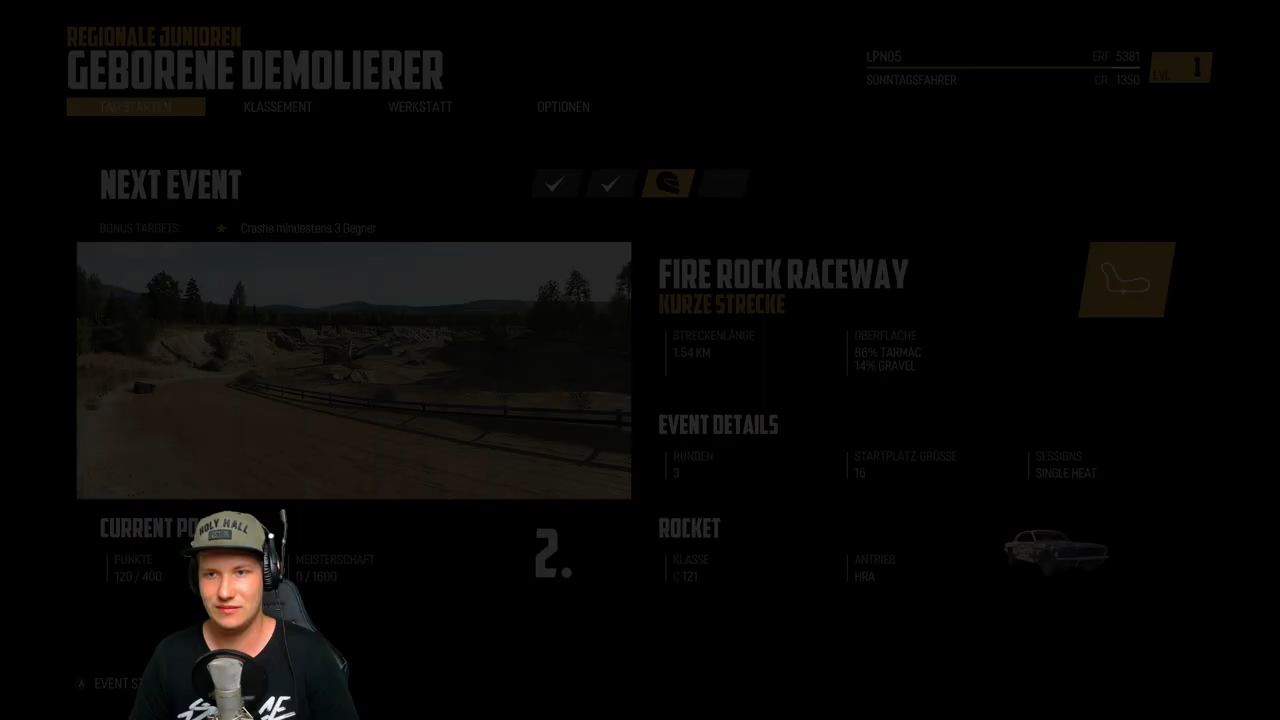 REGIONALE JUNIOREN
GEBORENE DEMOLIERER
TAG STARTEN
KLASSEMENT
WERKSTATT
OPTIONEN
LPN05
ERF 5381
SONNTAGSFAHRER
CR. 1350
LVL 1
NEXT EVENT
BONUS TARGETS:
Crashe mindestens 3 Gegner
FIRE ROCK RACEWAY
KURZE STRECKE
STRECKENLÄNGE
1.54 KM
OBERFLÄCHE
86% TARMAC
14% GRAVEL
EVENT DETAILS
RUNDEN
3
STARTPLATZ-GRÖSSE
16
SESSIONS
SINGLE HEAT
CURRENT PO
PUNKTE
120 / 400
MEISTERSCHAFT
0 / 1600
2.
ROCKET
KLASSE
C 121
ANTRIEB
HRA
HOLY HALL
A EVENT ST